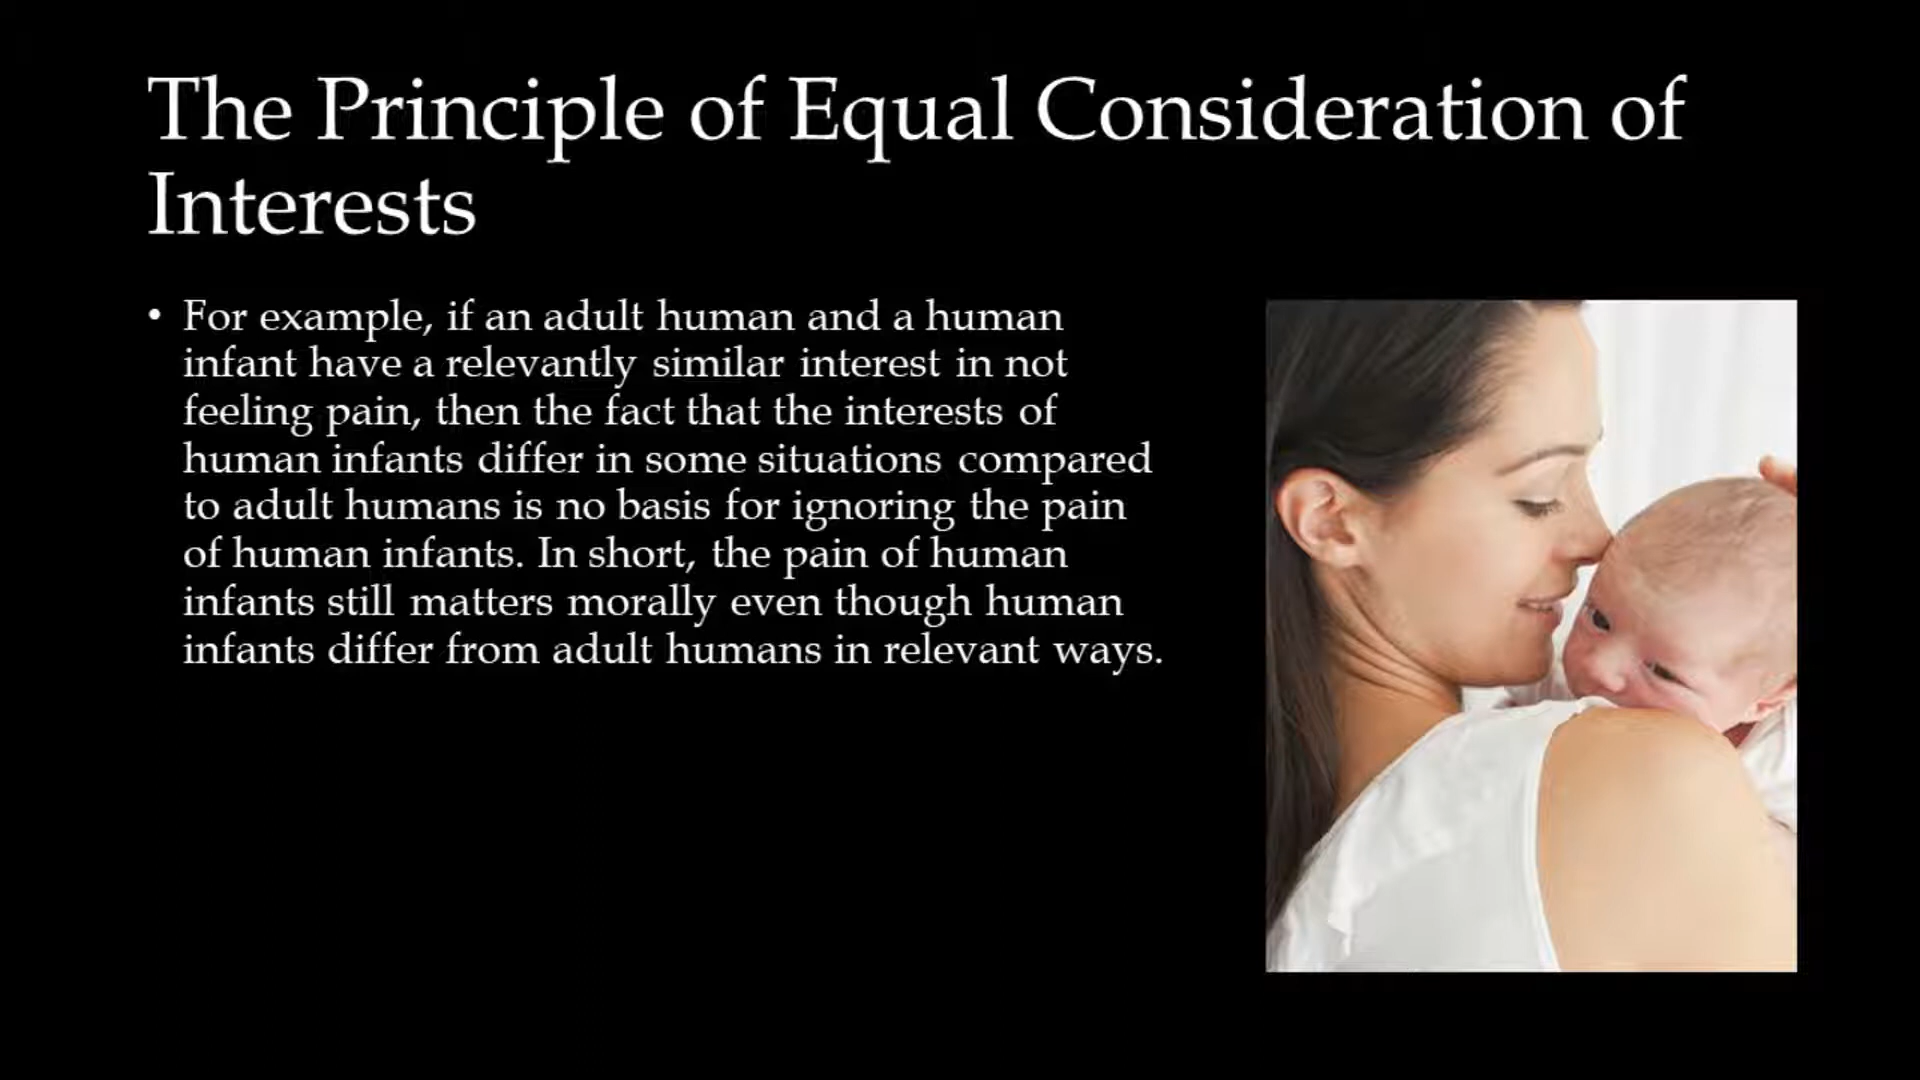 The Principle of Equal Consideration of
Interests
• For example, if an adult human and a human
infant have a relevantly similar interest in not
feeling pain, then the fact that the interests of
human infants differ in some situations compared
to adult humans is no basis for ignoring the pain
of human infants. In short, the pain of human
infants still matters morally even though human
infants differ from adult humans in relevant ways.